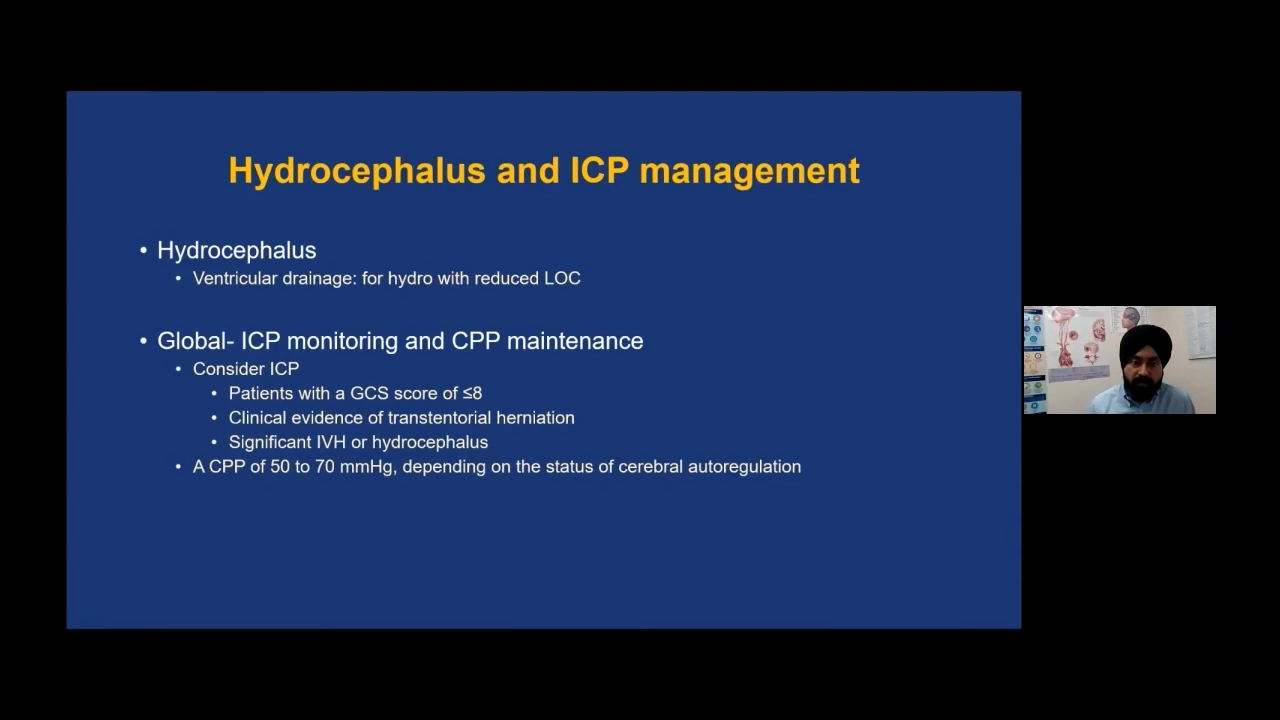 Hydrocephalus and ICP management
• Hydrocephalus
• Ventricular drainage: for hydro with reduced LOC
• Global- ICP monitoring and CPP maintenance
• Consider ICP
• Patients with a GCS score of ≤8
• Clinical evidence of transtentorial herniation
• Significant IVH or hydrocephalus
• A CPP of 50 to 70 mmHg, depending on the status of cerebral autoregulation